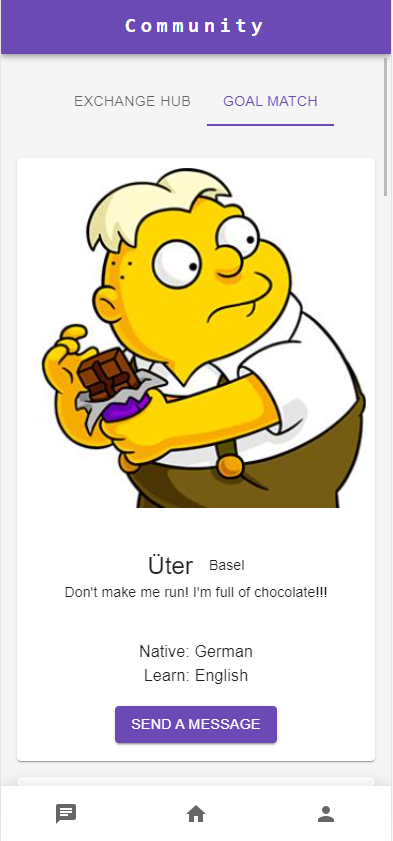 Community
EXCHANGE HUB GOAL MATCH
Üter Basel
Don't make me run! I'm full of chocolate!!!
Native: German
Learn: English
SEND A MESSAGE